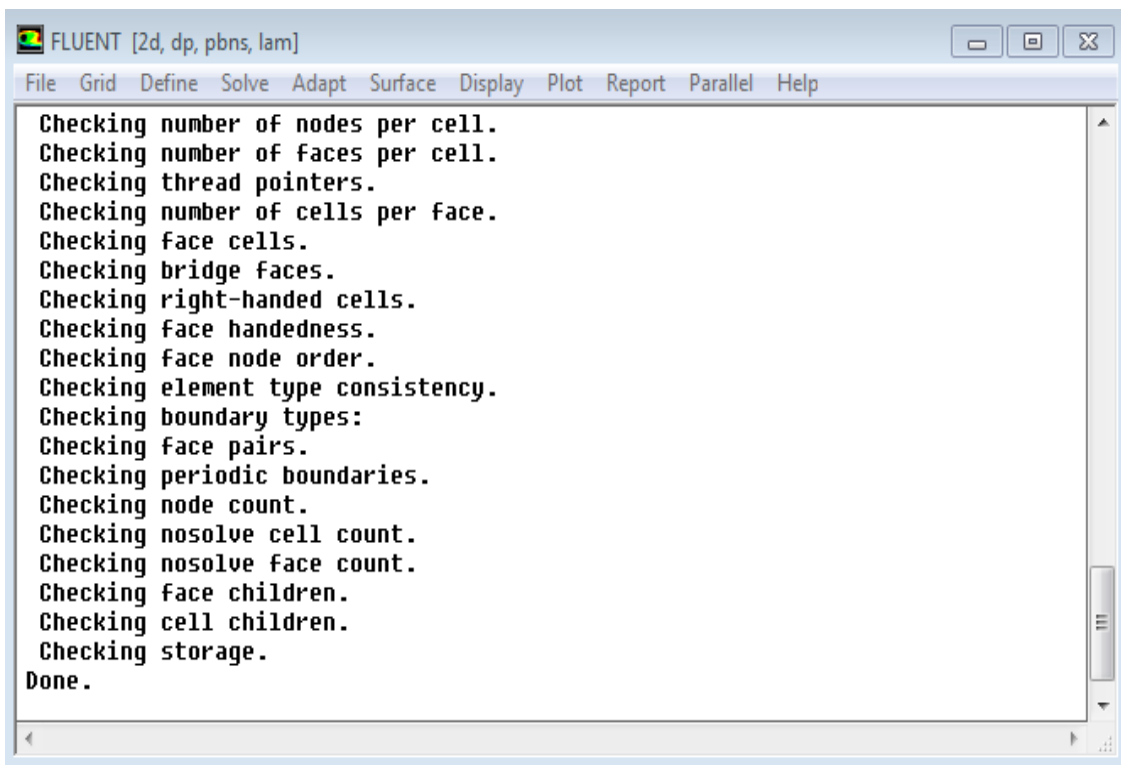 FLUENT [2d, dp, pbns, lam]
File Grid Define Solve Adapt Surface Display Plot Report Parallel Help
Checking number of nodes per cell.
Checking number of faces per cell.
Checking thread pointers.
Checking number of cells per face.
Checking face cells.
Checking bridge faces.
Checking right-handed cells.
Checking face handedness.
Checking face node order.
Checking element type consistency.
Checking boundary types:
Checking face pairs.
Checking periodic boundaries.
Checking node count.
Checking nosolve cell count.
Checking nosolve face count.
Checking face children.
Checking cell children.
Checking storage.
Done.